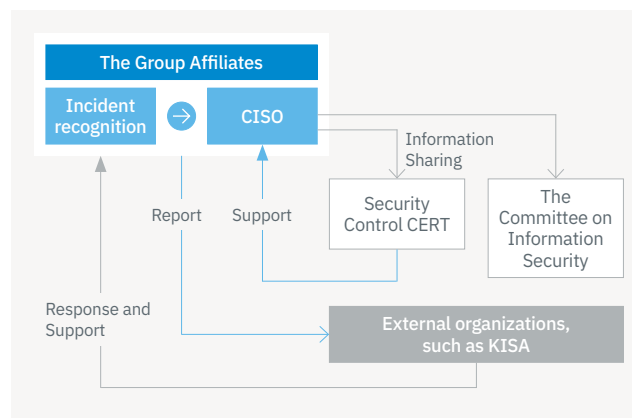 The Group Affiliates
Incident
recognition
CISO
Information
Sharing
Report
Support
Security
Control CERT
The
Committee on
Information
Security
Response and
Support
External organizations,
such as KISA